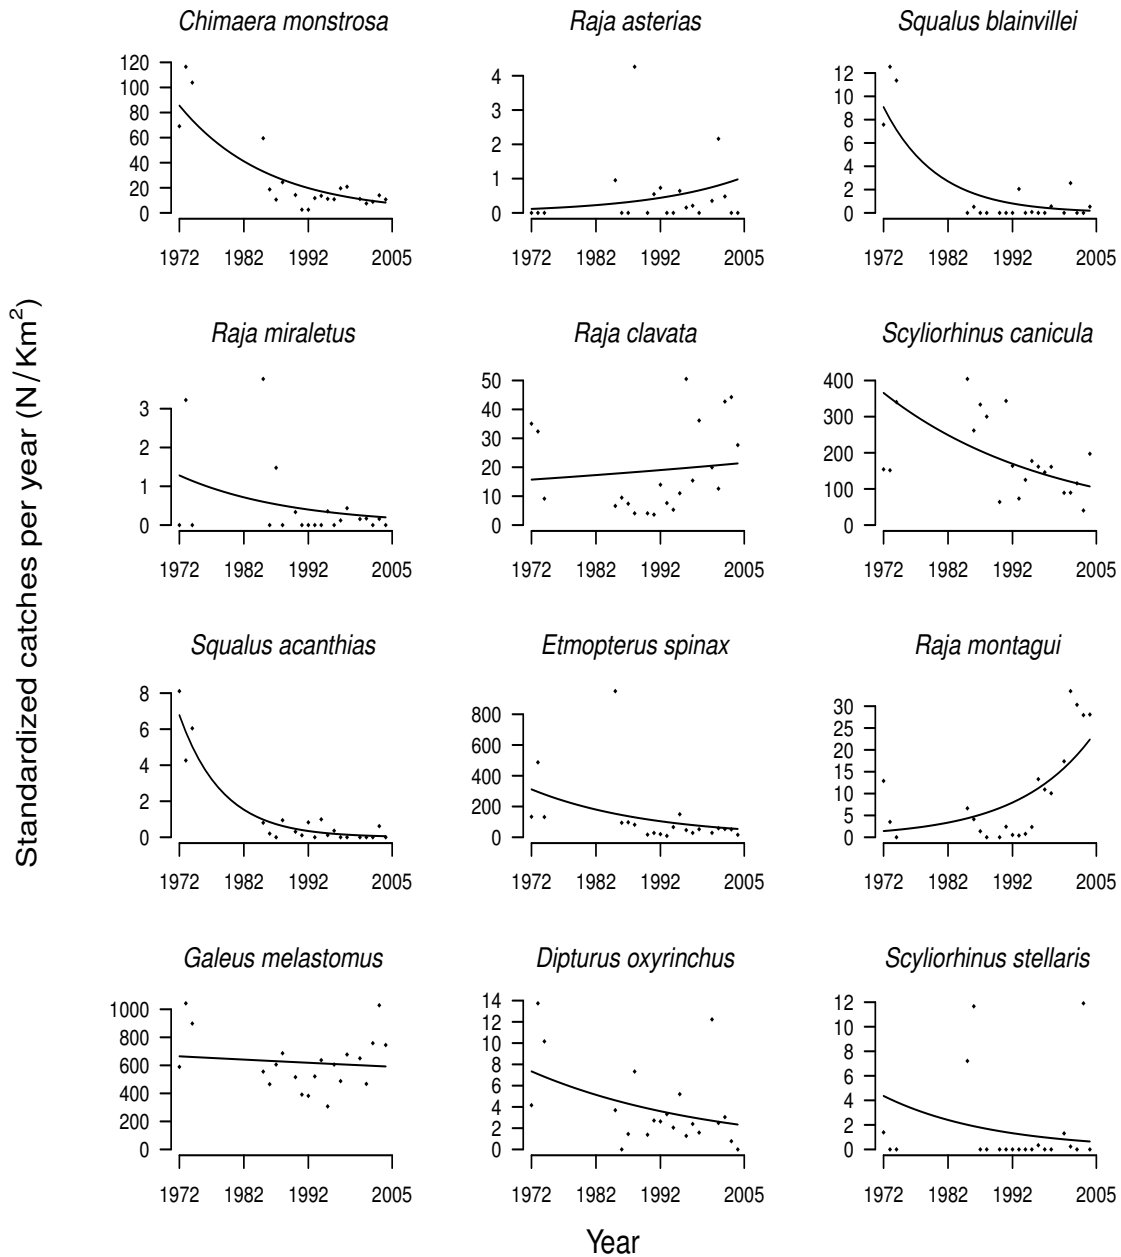 Chimaera monstrosa
Raja asterias
Squalus blainvillei
120
100
80
60
40
20
0
1972 1982 1992 2005
4
3
2
1
0
1972 1982 1992 2005
12
10
8
6
4
2
0
1972 1982 1992 2005
Standardized catches per year (N/Km²)
Raja miraletus
Raja clavata
Scyliorhinus canicula
3
2
1
0
1972 1982 1992 2005
50
40
30
20
10
0
1972 1982 1992 2005
400
300
200
100
0
1972 1982 1992 2005
Squalus acanthias
Etmopterus spinax
Raja montagui
8
6
4
2
0
1972 1982 1992 2005
800
600
400
200
0
1972 1982 1992 2005
30
25
20
15
10
5
0
1972 1982 1992 2005
Galeus melastomus
Dipturus oxyrinchus
Scyliorhinus stellaris
1000
800
600
400
200
0
1972 1982 1992 2005
14
12
10
8
6
4
2
0
1972 1982 1992 2005
12
10
8
6
4
2
0
1972 1982 1992 2005
Year